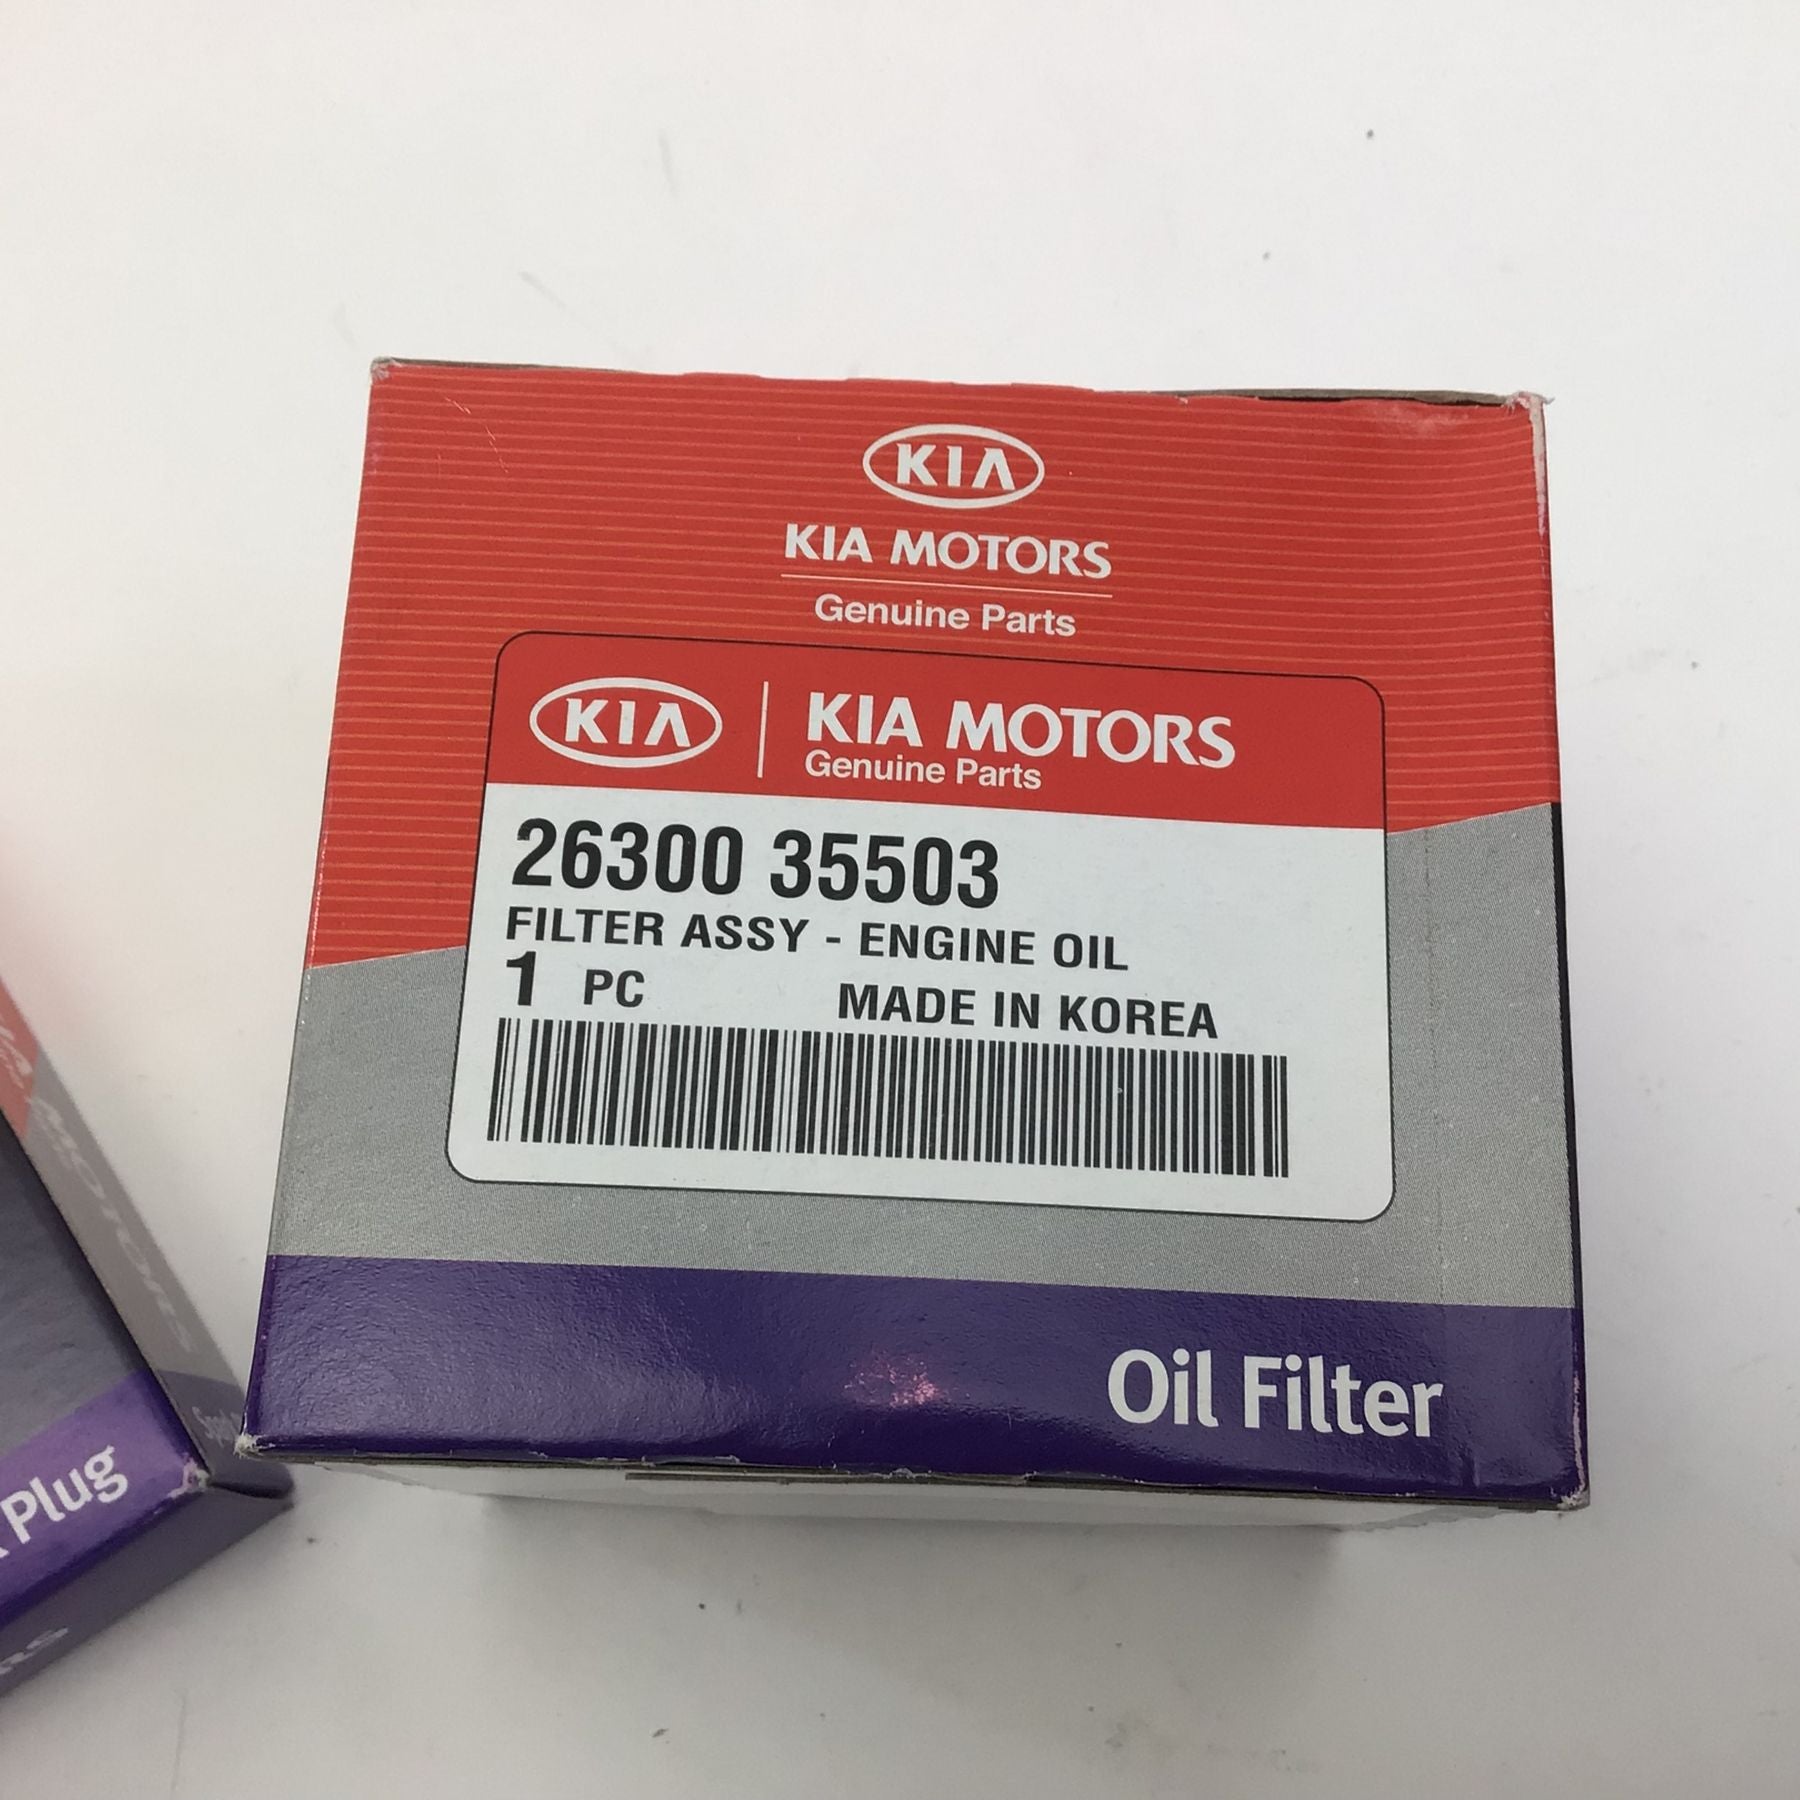 KIA
KIA MOTORS
Genuine Parts
KIA KIA MOTORS
Genuine Parts
26300 35503
FILTER ASSY - ENGINE OIL
1 PC MADE IN KOREA
Oil Filter
MOTORS
Plug